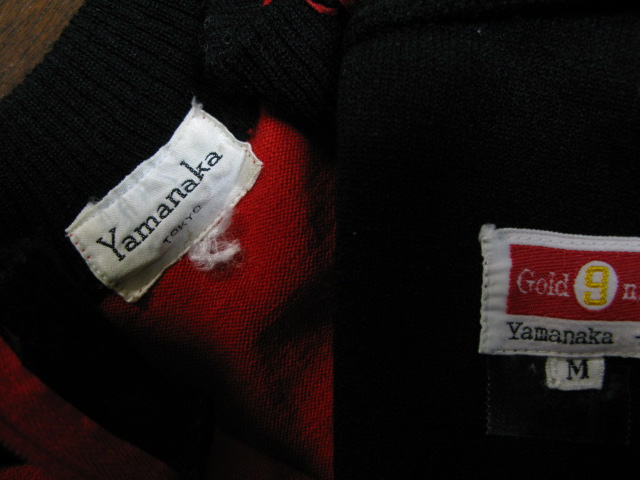 Yamanaka
TOKYO
Gold 9 n
Yamanaka
M